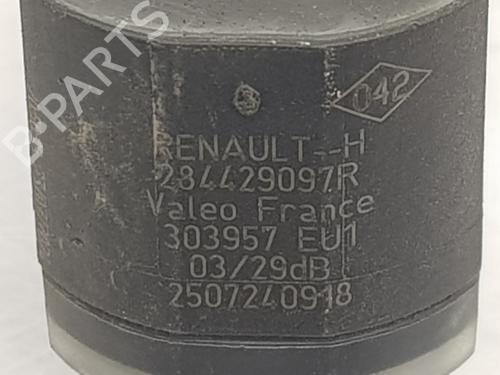 042
RENAULT--H
284429097R
Valeo France
303957 EU1
03/29dB
2507240918
B-PARTS